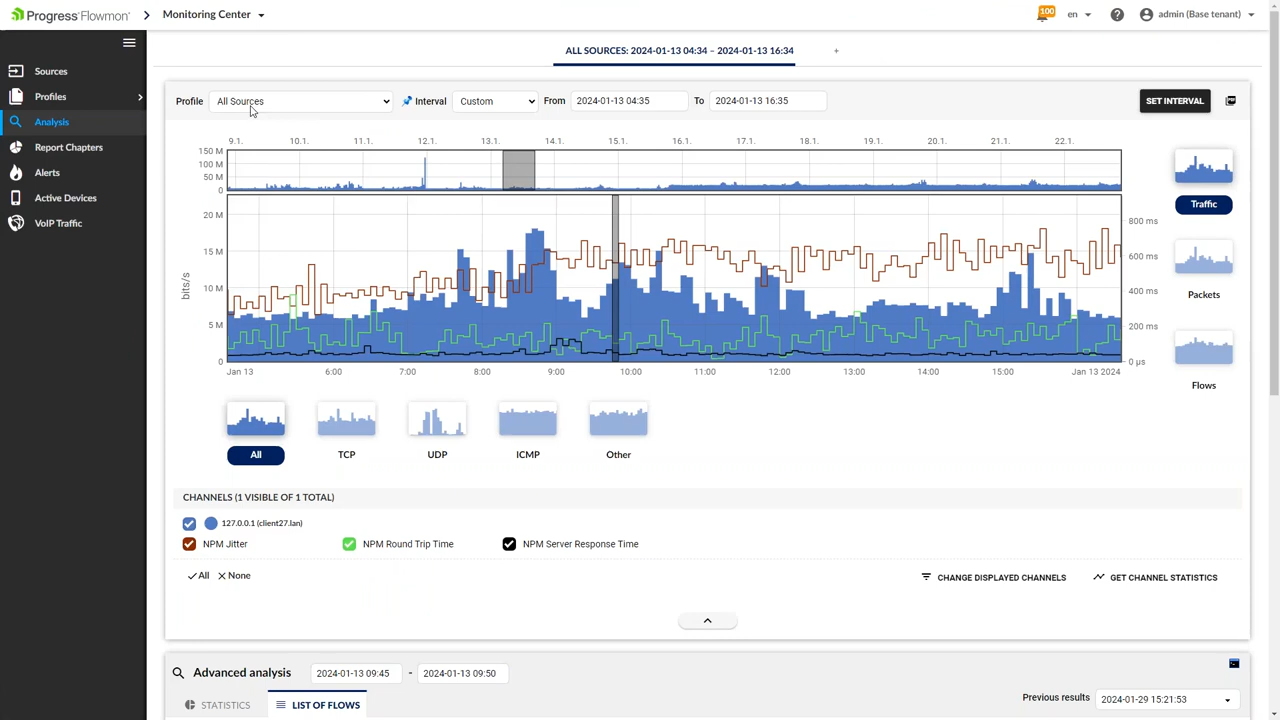 Progress® Flowmon®
Monitoring Center
100
en
admin (Base tenant)
Sources
Profiles
Analysis
Report Chapters
Alerts
Active Devices
VoIP Traffic
ALL SOURCES: 2024-01-13 04:34 – 2024-01-13 16:34
+
Profile All Sources Interval Custom From 2024-01-13 04:35 To 2024-01-13 16:35 SET INTERVAL
9.1. 10.1. 11.1. 12.1. 13.1. 14.1. 15.1. 16.1. 17.1. 18.1. 19.1. 20.1. 21.1. 22.1.
150 M
100 M
50 M
0
20 M
15 M
10 M
5 M
0
bits/s
800 ms
600 ms
400 ms
200 ms
0 µs
Jan 13 6:00 7:00 8:00 9:00 10:00 11:00 12:00 13:00 14:00 15:00 Jan 13 2024
Traffic
Packets
Flows
All TCP UDP ICMP Other
CHANNELS (1 VISIBLE OF 1 TOTAL)
127.0.0.1 (client27.lan)
NPM Jitter NPM Round Trip Time NPM Server Response Time
All None
CHANGE DISPLAYED CHANNELS GET CHANNEL STATISTICS
Advanced analysis 2024-01-13 09:45 - 2024-01-13 09:50
STATISTICS LIST OF FLOWS
Previous results 2024-01-29 15:21:53